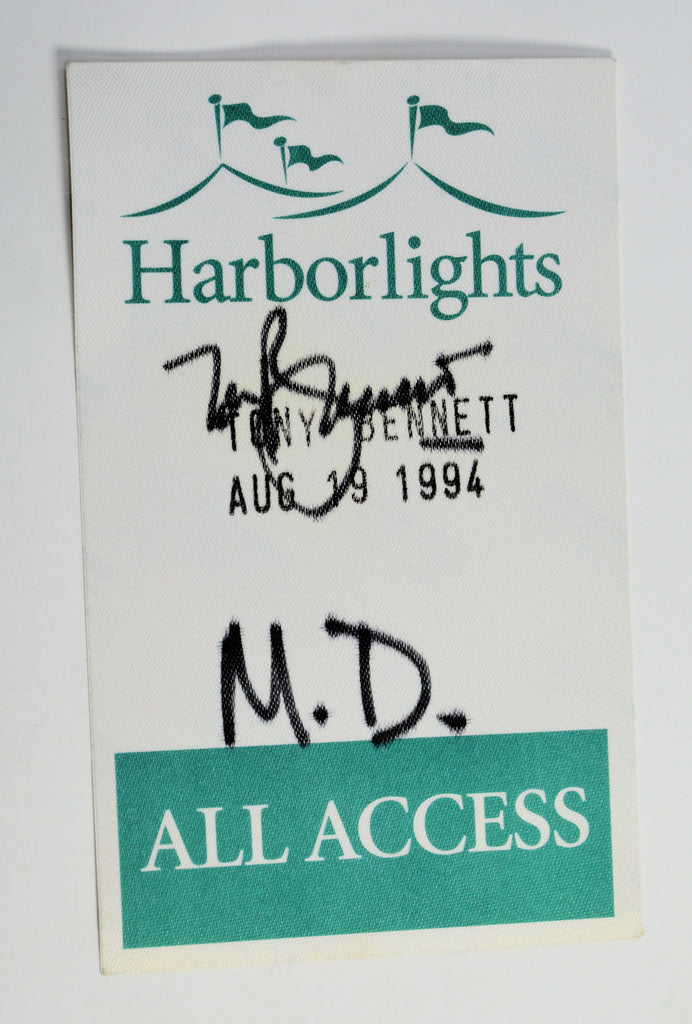 Harborlights
TONY BENNETT
AUG 19 1994
M.D.
ALL ACCESS